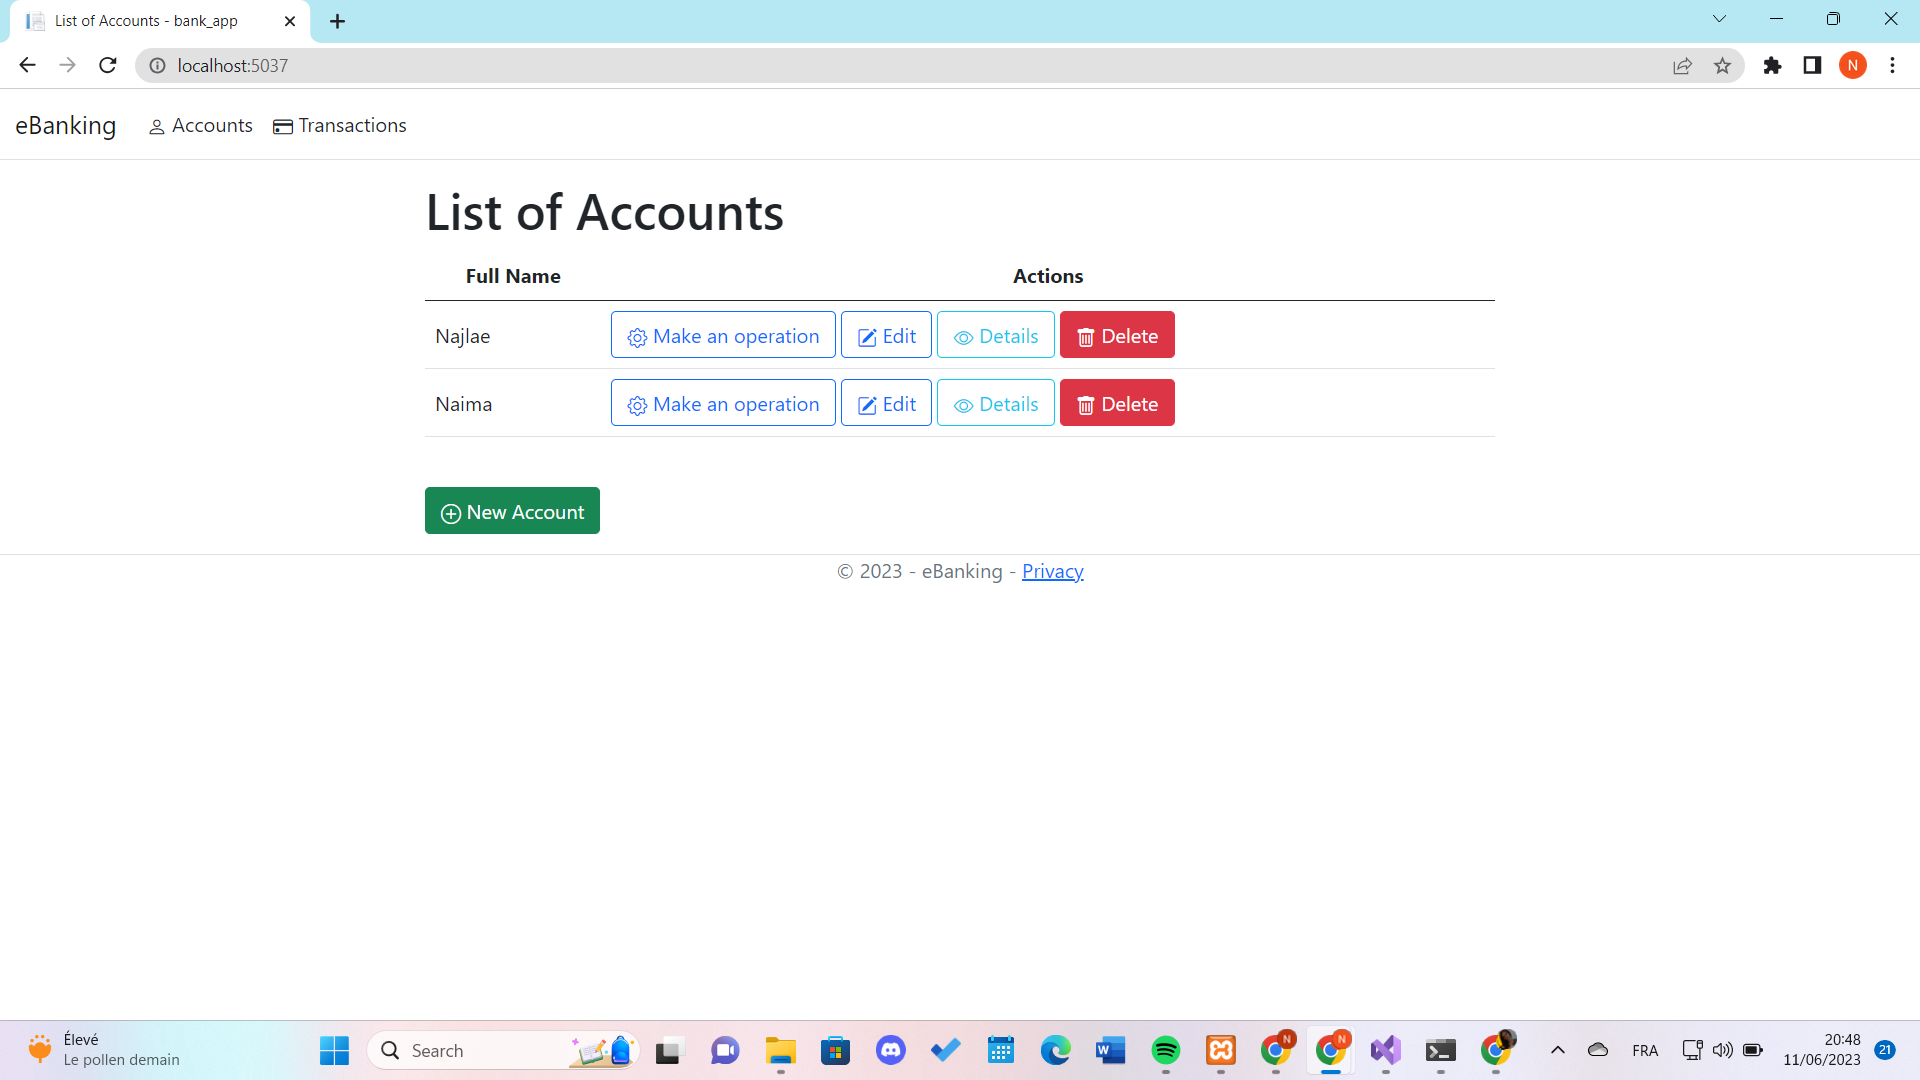 List of Accounts - bank_app
localhost:5037
N
eBanking Accounts Transactions
List of Accounts
Full Name Actions
Najlae Make an operation Edit Details Delete
Naima Make an operation Edit Details Delete
New Account
© 2023 - eBanking - Privacy
Élevé
Le pollen demain
Search
W
N
N
FRA
20:48
11/06/2023
21